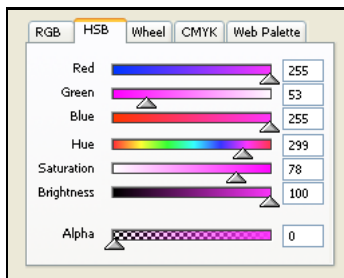 RGB HSB Wheel CMYK Web Palette
Red 255
Green 53
Blue 255
Hue 299
Saturation 78
Brightness 100
Alpha 0